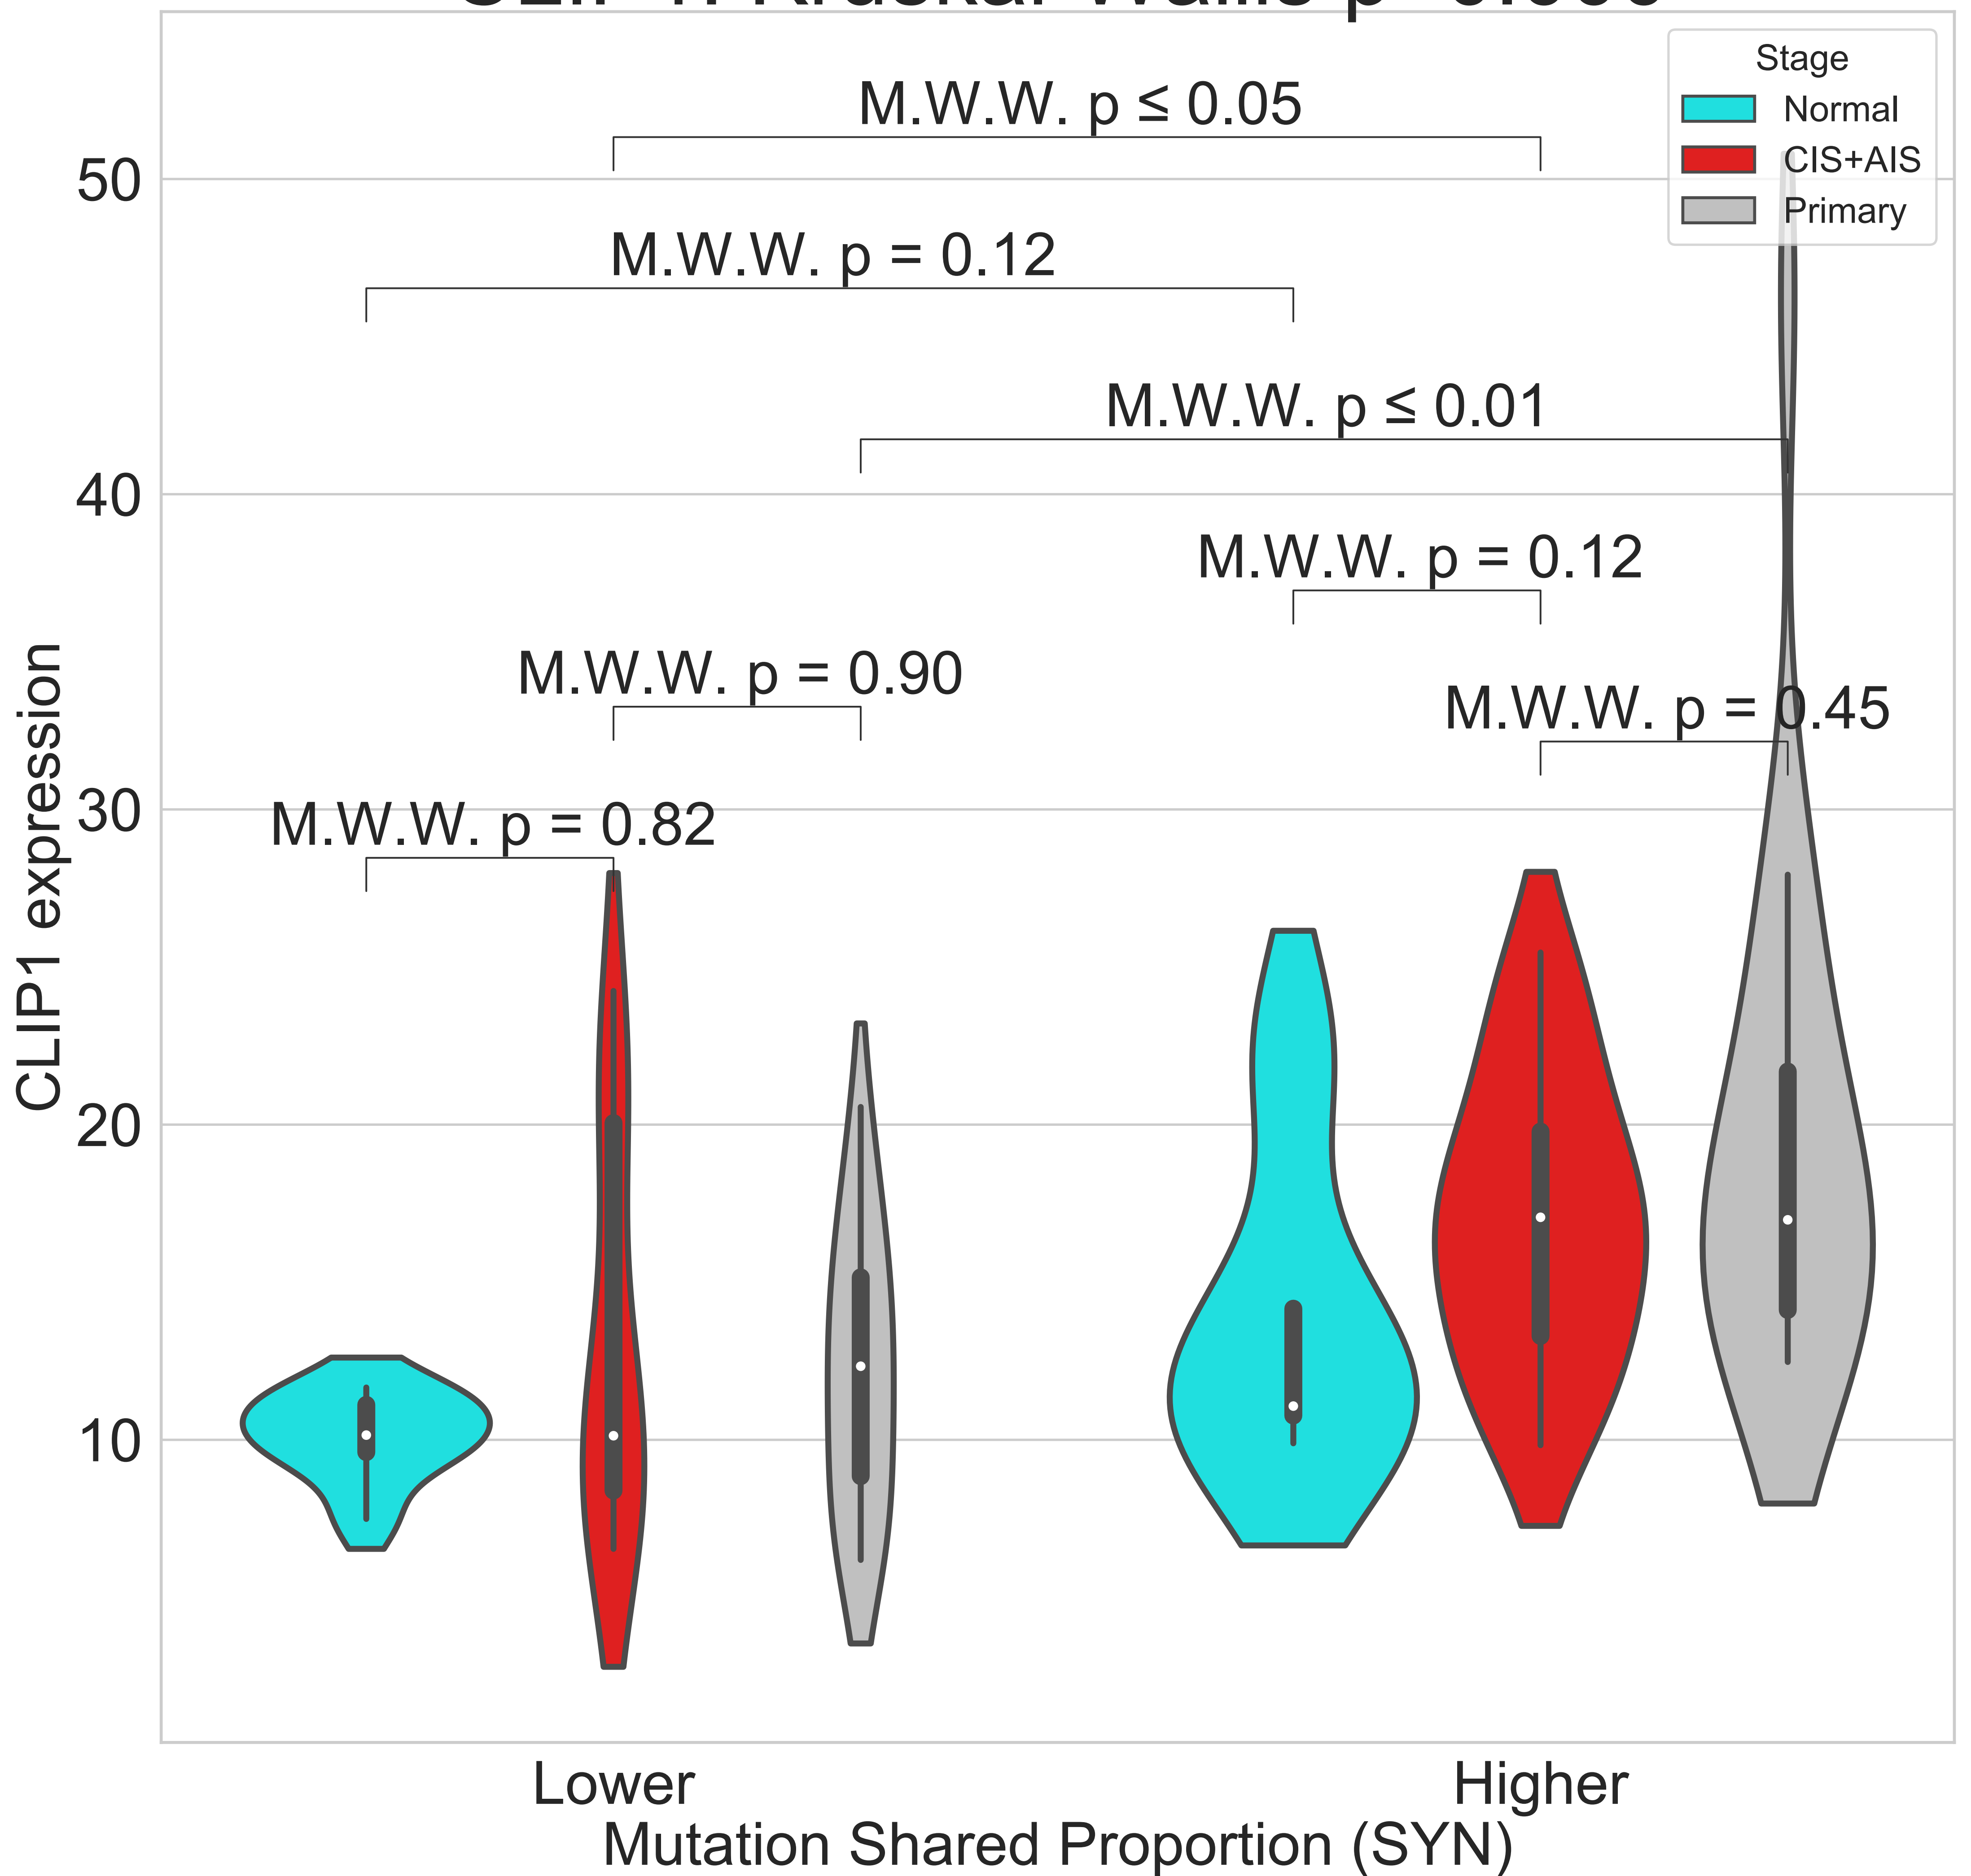 Stage
Normal
CIS+AIS
Primary
M.W.W. p ≤ 0.05
M.W.W. p = 0.12
M.W.W. p ≤ 0.01
M.W.W. p = 0.12
M.W.W. p = 0.90
M.W.W. p = 0.45
M.W.W. p = 0.82
50
40
30
20
10
CLIP1 expression
Lower
Higher
Mutation Shared Proportion (SYN)